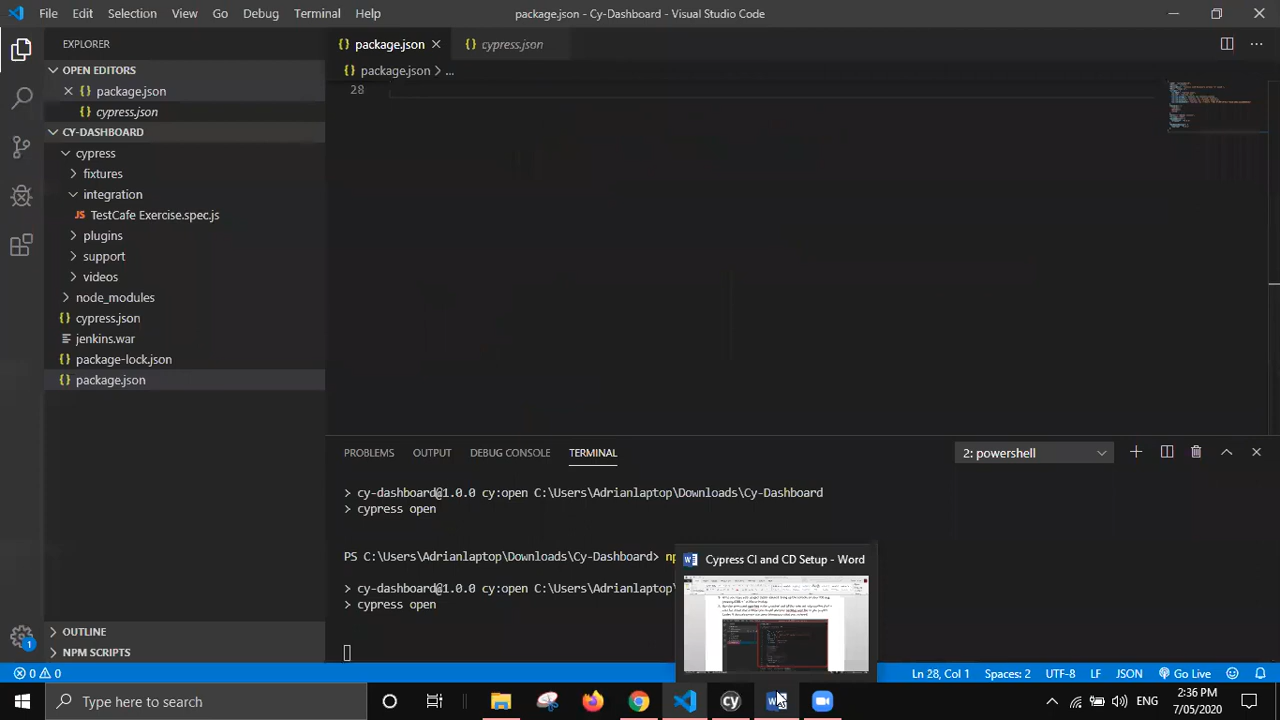 File Edit Selection View Go Debug Terminal Help
package.json - Cy-Dashboard - Visual Studio Code
EXPLORER
package.json
cypress.json
OPEN EDITORS
package.json
cypress.json
package.json > ...
28
CY-DASHBOARD
cypress
fixtures
integration
JS TestCafe Exercise.spec.js
plugins
support
videos
node_modules
cypress.json
jenkins.war
package-lock.json
package.json
OUTLINE
NPM SCRIPTS
PROBLEMS OUTPUT DEBUG CONSOLE TERMINAL
2: powershell
> cy-dashboard@1.0.0 cy:open C:\Users\Adrianlaptop\Downloads\Cy-Dashboard
> cypress open
PS C:\Users\Adrianlaptop\Downloads\Cy-Dashboard>
> cy-dashboard@1.0.0 cy:open C:\Users\Adrianlaptop
> cypress open
Cypress CI and CD Setup - Word
0 0
Ln 28, Col 1 Spaces: 2 UTF-8 LF JSON Go Live
Type here to search
cy
ENG
2:36 PM
7/05/2020